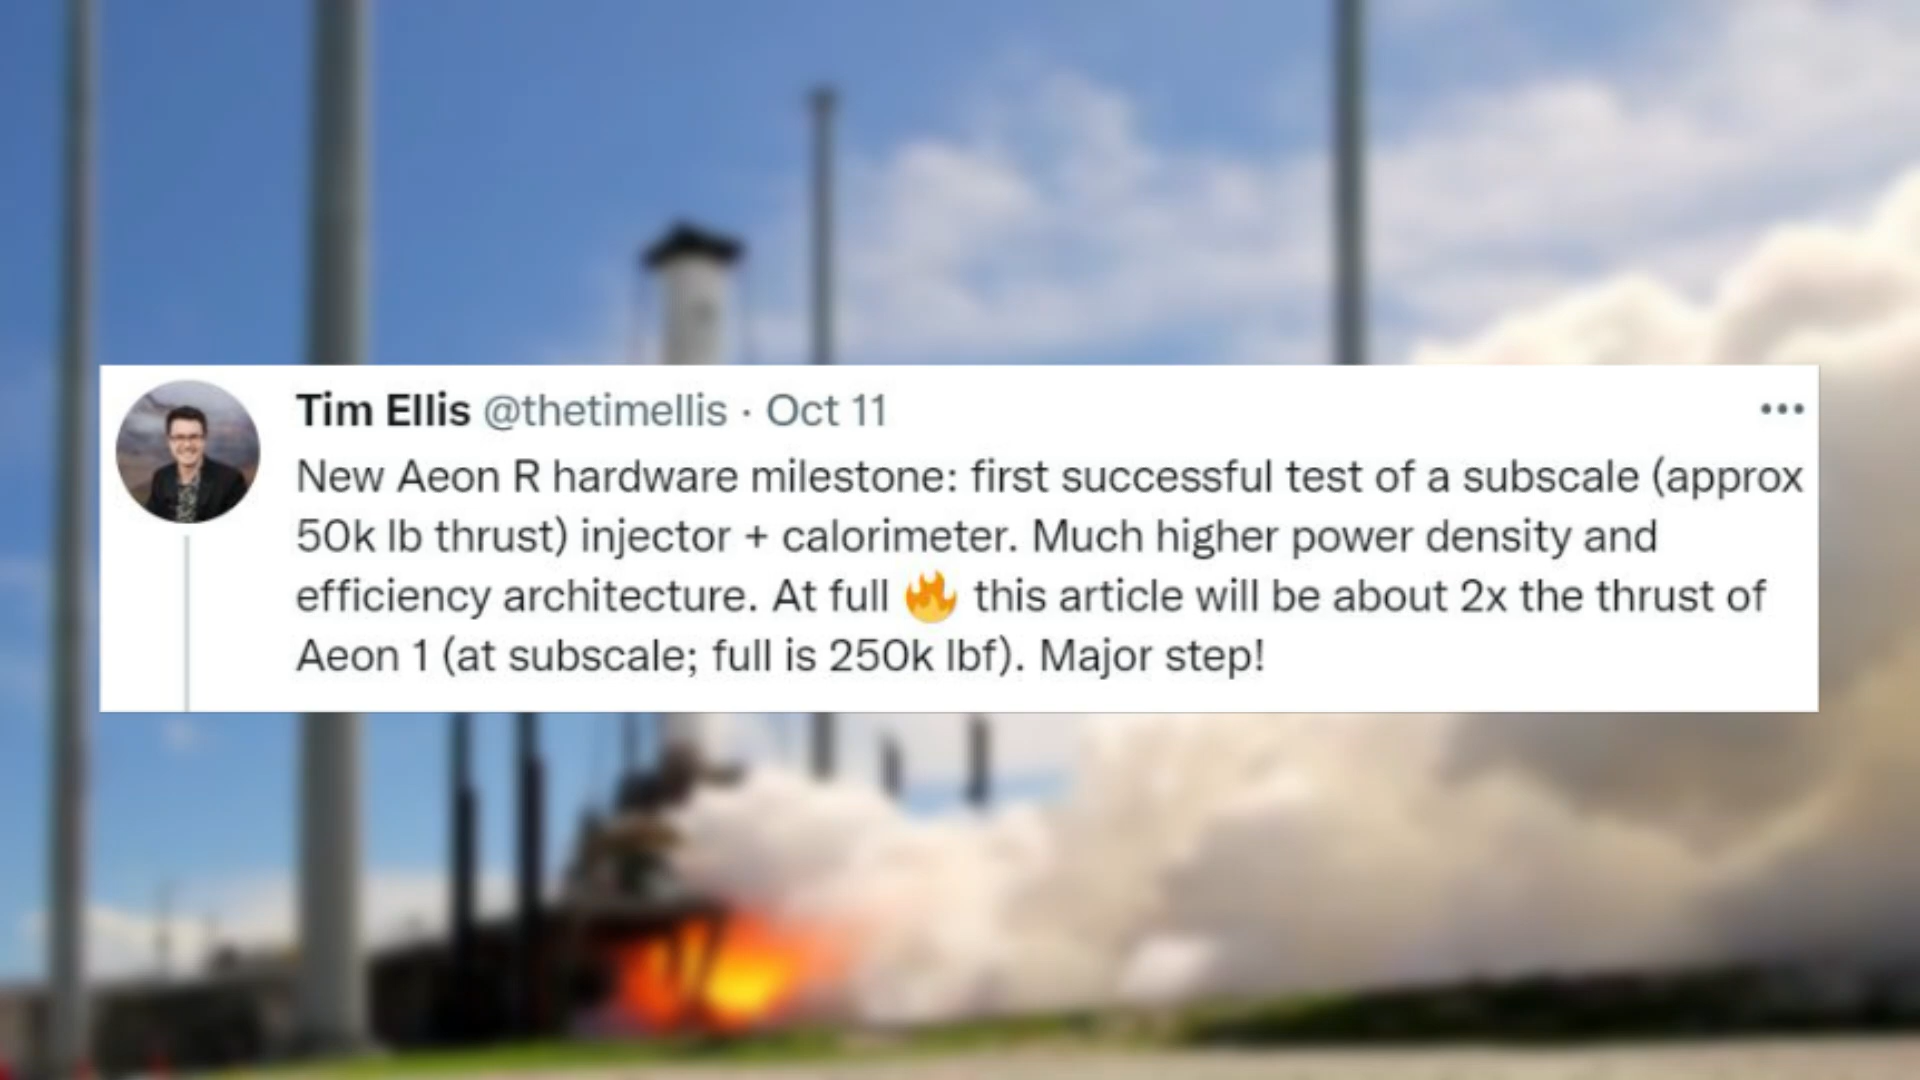 Tim Ellis @thetimellis · Oct 11
New Aeon R hardware milestone: first successful test of a subscale (approx
50k lb thrust) injector + calorimeter. Much higher power density and
efficiency architecture. At full 🔥 this article will be about 2x the thrust of
Aeon 1 (at subscale; full is 250k lbf). Major step!